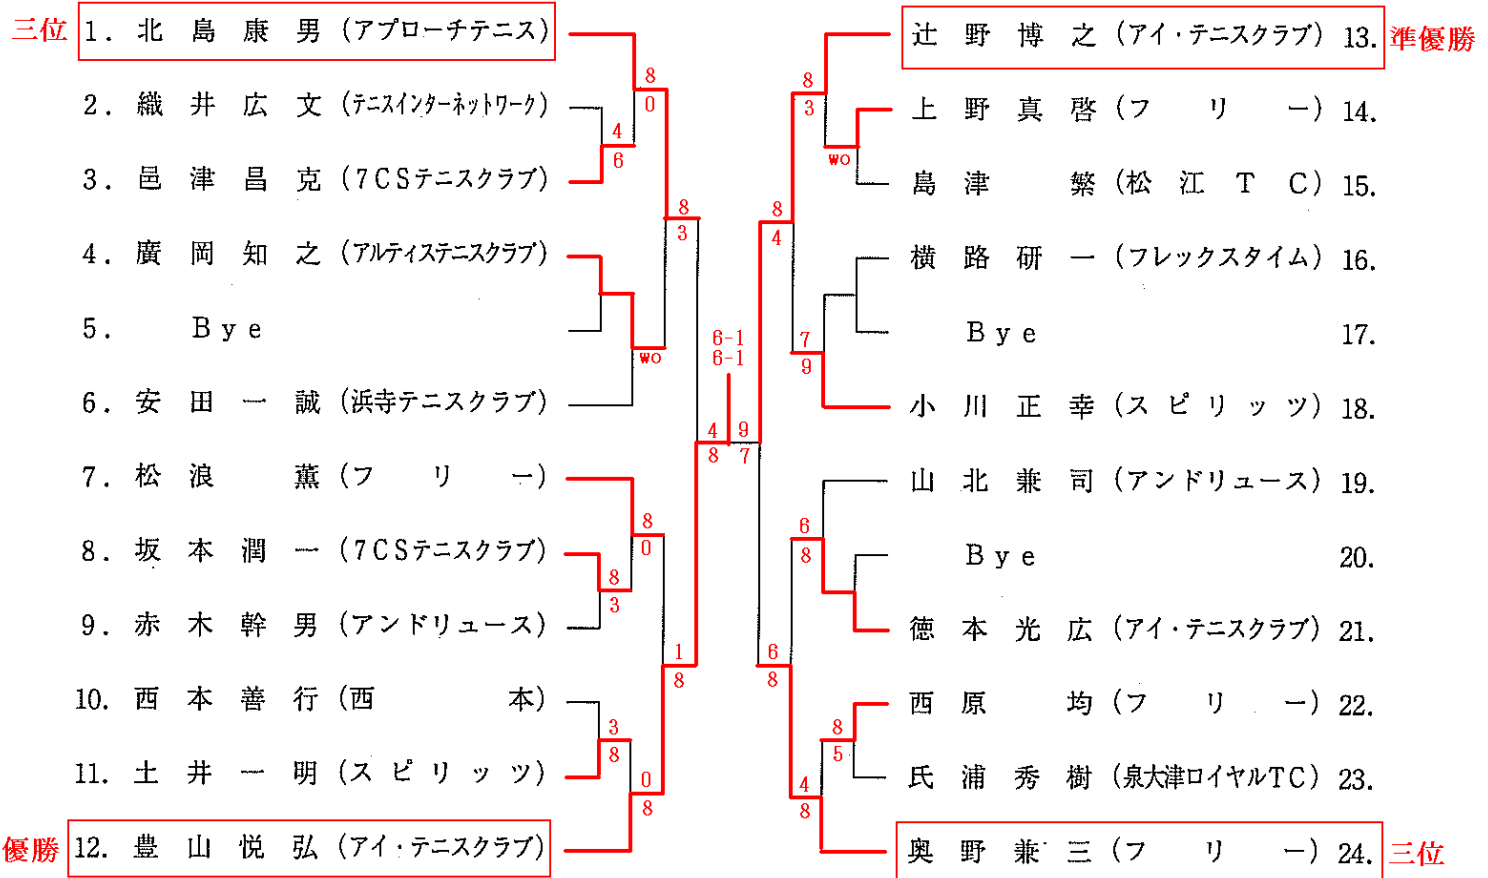 三位 1. 北島康男 (アプローチテニス)
2. 織井広文 (テニスインターネットワーク)
3. 邑津昌克 (7CSテニスクラブ)
4. 廣岡知之 (アルティステニスクラブ)
5. Bye
6. 安田一誠 (浜寺テニスクラブ)
7. 松浪薫 (フリー)
8. 坂本潤一 (7CSテニスクラブ)
9. 赤木幹男 (アンドリュース)
10. 西本善行 (西本)
11. 土井一明 (スピリッツ)
優勝 12. 豊山悦弘 (アイ・テニスクラブ)
8
0
4
6
8
3
wo
8
0
8
3
1
8
3
8
0
8
6-1
6-1
4
8
9
7
8
3
wo
8
4
7
9
6
8
6
8
8
5
4
8
辻野博之 (アイ・テニスクラブ) 13. 準優勝
上野真啓 (フリー) 14.
島津繁 (松江TC) 15.
横路研一 (フレックスタイム) 16.
Bye 17.
小川正幸 (スピリッツ) 18.
山北兼司 (アンドリュース) 19.
Bye 20.
徳本光広 (アイ・テニスクラブ) 21.
西原均 (フリー) 22.
氏浦秀樹 (泉大津ロイヤルTC) 23.
奥野兼三 (フリー) 24. 三位